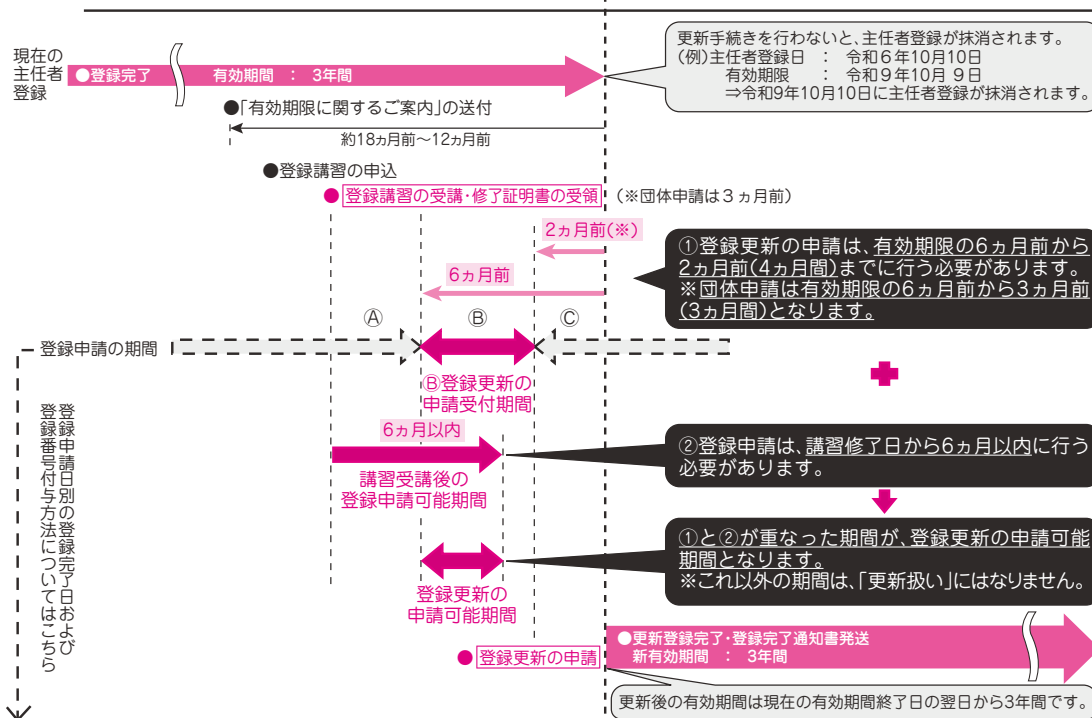 更新手続きを行わないと、主任者登録が抹消されます。
(例)主任者登録日 : 令和6年10月10日
有効期限 : 令和9年10月 9日
⇒令和9年10月10日に主任者登録が抹消されます。
現在の
主任者
登録
●登録完了 有効期間 : 3年間
●「有効期限に関するご案内」の送付
約18ヵ月前〜12ヵ月前
●登録講習の申込
●登録講習の受講・修了証明書の受領 (※団体申請は3ヵ月前)
2ヵ月前(※)
6ヵ月前
①登録更新の申請は、有効期限の6ヵ月前から
2ヵ月前(4ヵ月間)までに行う必要があります。
※団体申請は有効期限の6ヵ月前から3ヵ月前
(3ヵ月間)となります。
Ⓐ Ⓑ Ⓒ
登録申請の期間
Ⓑ登録更新の
申請受付期間
6ヵ月以内
講習受講後の
登録申請可能期間
②登録申請は、講習修了日から6ヵ月以内に行う
必要があります。
①と②が重なった期間が、登録更新の申請可能
期間となります。
※これ以外の期間は、「更新扱い」にはなりません。
登録更新の
申請可能期間
登録申請日別の登録完了日および
登録番号付与方法についてはこちら
●登録更新の申請
●更新登録完了・登録完了通知書発送
新有効期間 : 3年間
更新後の有効期間は現在の有効期間終了日の翌日から3年間です。